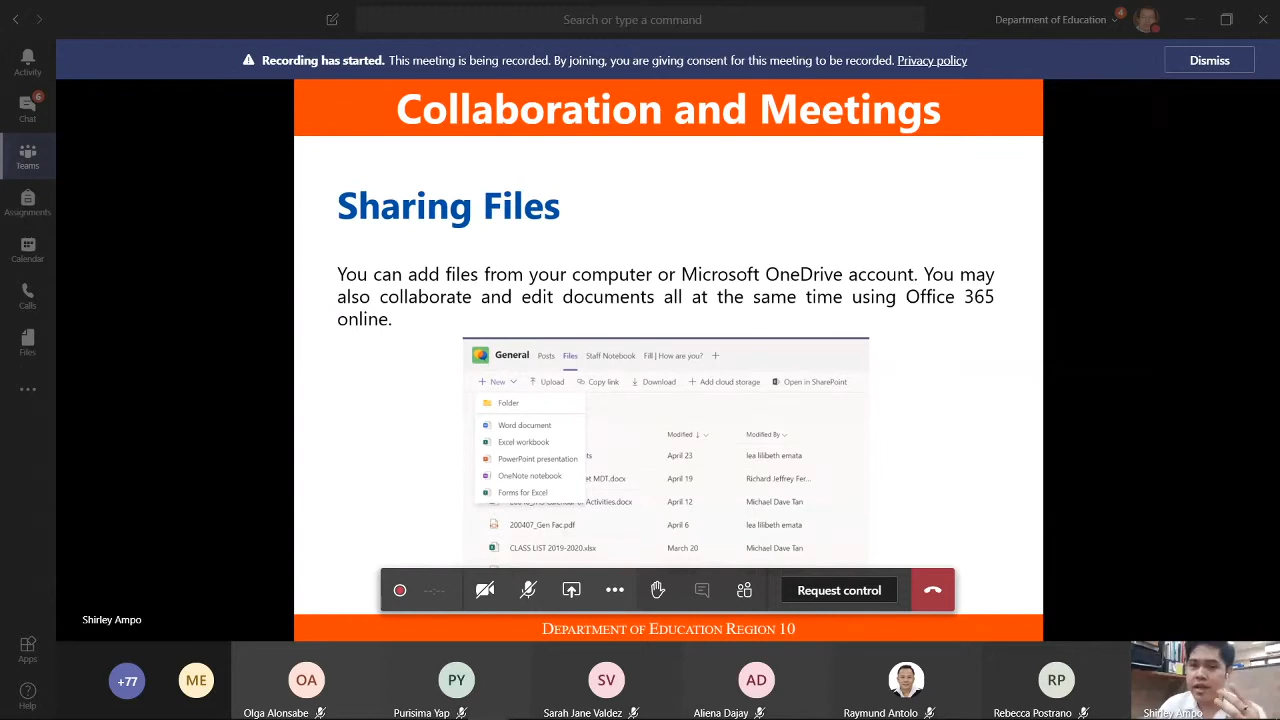 Department of Education
Recording has started. This meeting is being recorded. By joining, you are giving consent for this meeting to be recorded. Privacy policy
Dismiss
Activity
6
Chat
Teams
Assignments
Calendar
Calls
Files
Apps
Help
Collaboration and Meetings
Sharing Files
You can add files from your computer or Microsoft OneDrive account. You may
also collaborate and edit documents all at the same time using Office 365
online.
General Posts Files Staff Notebook Fill | How are you? +
+ New Upload Copy link Download + Add cloud storage Open in SharePoint
Folder
Word document
Excel workbook
PowerPoint presentation
OneNote notebook
Forms for Excel
Modified Modified By
April 23 lea lilibeth emata
MDT.docx April 19 Richard Jeffrey Fer...
Activities.docx April 12 Michael Dave Tan
200407_Gen Fac.pdf April 6 lea lilibeth emata
CLASS LIST 2019-2020.xlsx March 20 Michael Dave Tan
--:--
Request control
DEPARTMENT OF EDUCATION REGION 10
Shirley Ampo
+77
ME
OA
Olga Alonsabe
PY
Purisima Yap
SV
Sarah Jane Valdez
AD
Aliena Dajay
Raymund Antolo
RP
Rebecca Postrano
Shirley Ampo